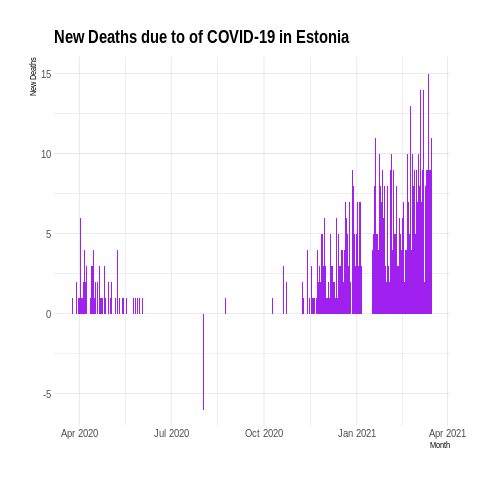 New Deaths due to of COVID-19 in Estonia
New Deaths
15
10
5
0
-5
Apr 2020 Jul 2020 Oct 2020 Jan 2021 Apr 2021
Month